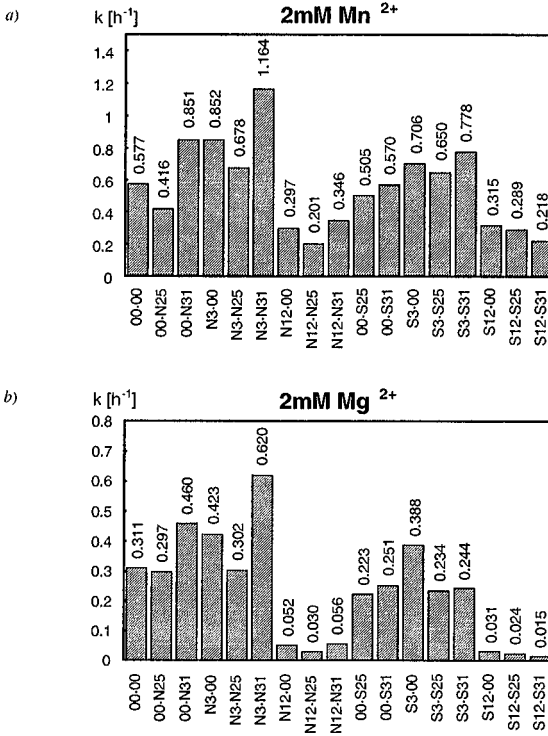 a)
k [h⁻¹]
2mM Mn ²⁺
1.4
1.2
1
0.8
0.6
0.4
0.2
0
0.577
0.416
0.851
0.852
0.678
1.164
0.297
0.201
0.346
0.505
0.570
0.706
0.650
0.778
0.315
0.289
0.218
00-00
00-N25
00-N31
N3-00
N3-N25
N3-N31
N12-00
N12-N25
N12-N31
00-S25
00-S31
S3-00
S3-S25
S3-S31
S12-00
S12-S25
S12-S31
b)
k [h⁻¹]
2mM Mg ²⁺
0.8
0.7
0.6
0.5
0.4
0.3
0.2
0.1
0
0.311
0.297
0.460
0.423
0.302
0.620
0.052
0.030
0.056
0.223
0.251
0.388
0.234
0.244
0.031
0.024
0.015
00-00
00-N25
00-N31
N3-00
N3-N25
N3-N31
N12-00
N12-N25
N12-N31
00-S25
00-S31
S3-00
S3-S25
S3-S31
S12-00
S12-S25
S12-S31